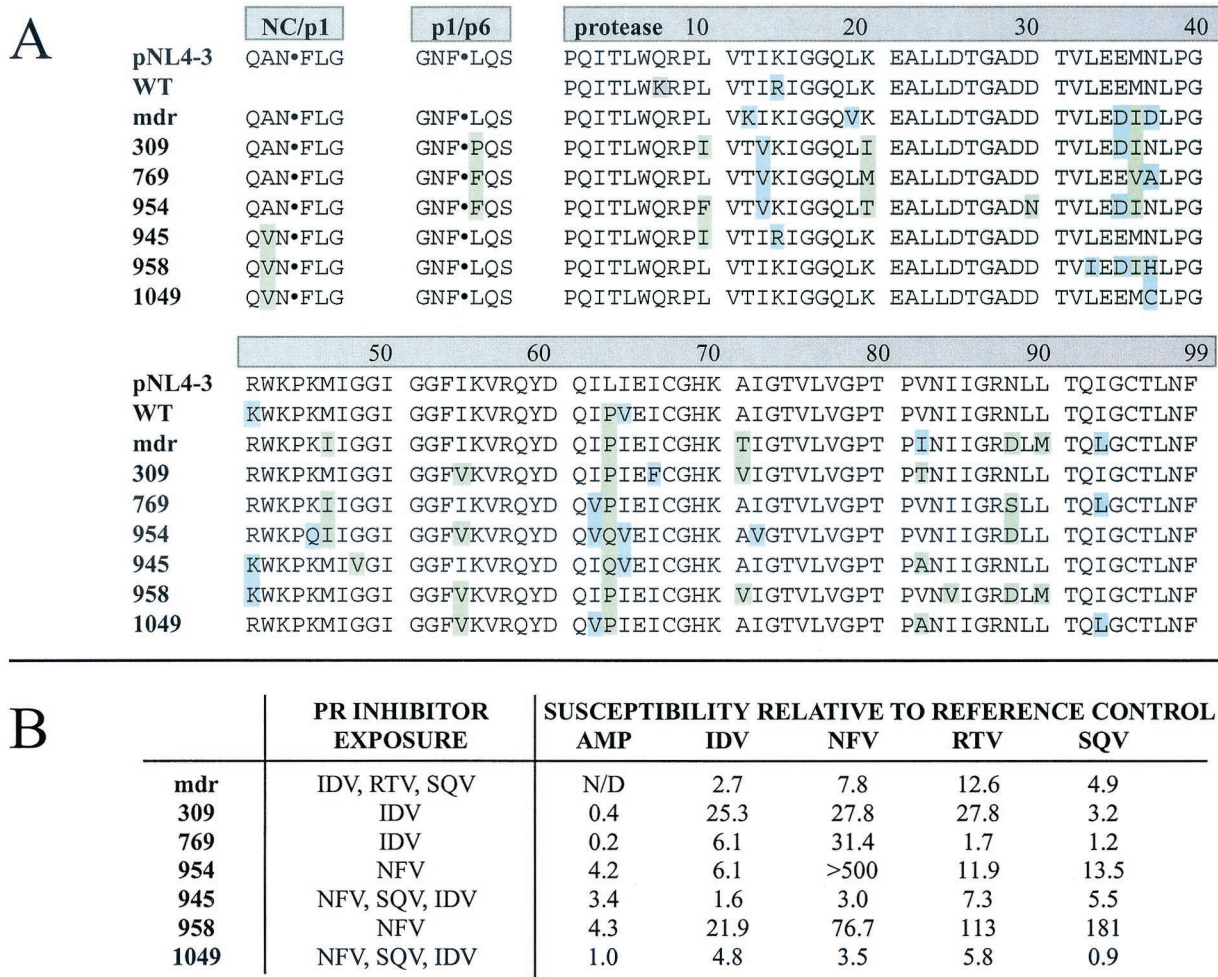 A
NC/p1 p1/p6 protease 10 20 30 40
pNL4-3 QAN•FLG GNF•LQS PQITLWQRPL VTIKIGGQLK EALLDTGADD TVLEEMNLPG
WT PQITLWKRPL VTIRIGGQLK EALLDTGADD TVLEEMNLPG
mdr QAN•FLG GNF•LQS PQITLWQRPL VKIKIGGQVK EALLDTGADD TVLEDIDLPG
309 QAN•FLG GNF•PQS PQITLWQRPI VTVKIGGQLI EALLDTGADD TVLEDINLPG
769 QAN•FLG GNF•FQS PQITLWQRPL VTVKIGGQLM EALLDTGADD TVLEEVALPG
954 QAN•FLG GNF•FQS PQITLWQRPF VTVKIGGQLT EALLDTGADN TVLEDINLPG
945 QVN•FLG GNF•LQS PQITLWQRPI VTIRIGGQLK EALLDTGADD TVLEEMNLPG
958 QVN•FLG GNF•LQS PQITLWQRPL VTIKIGGQLK EALLDTGADD TVIEDIHLPG
1049 QVN•FLG GNF•LQS PQITLWQRPL VTIKIGGQLK EALLDTGADD TVLEEMCLPG
50 60 70 80 90 99
pNL4-3 RWKPKMIGGI GGFIKVRQYD QILIEICGHK AIGTVLVGPT PVNIIGRNLL TQIGCTLNF
WT KWKPKMIGGI GGFIKVRQYD QIPVEICGHK AIGTVLVGPT PVNIIGRNLL TQIGCTLNF
mdr RWKPKIIGGI GGFIKVRQYD QIPIEICGHK TIGTVLVGPT PINIIGRDLM TQLGCTLNF
309 RWKPKMIGGI GGFVKVRQYD QIPIEFCGHK VIGTVLVGPT PTNIIGRNLL TQIGCTLNF
769 RWKPKIIGGI GGFIKVRQYD QVPIEICGHK AIGTVLVGPT PVNIIGRSLL TQLGCTLNF
954 RWKPQIIGGI GGFVKVRQYD QVQVEICGHK AVGTVLVGPT PVNIIGRDLL TQIGCTLNF
945 KWKPKMIVGI GGFIKVRQYD QIQVEICGHK AIGTVLVGPT PANIIGRNLL TQIGCTLNF
958 KWKPKMIGGI GGFVKVRQYD QIPIEICGHK VIGTVLVGPT PVNVIGRDLM TQIGCTLNF
1049 RWKPKMIGGI GGFVKVRQYD QVPIEICGHK AIGTVLVGPT PANIIGRNLL TQLGCTLNF
B
PR INHIBITOR SUSCEPTIBILITY RELATIVE TO REFERENCE CONTROL
EXPOSURE AMP IDV NFV RTV SQV
mdr IDV, RTV, SQV N/D 2.7 7.8 12.6 4.9
309 IDV 0.4 25.3 27.8 27.8 3.2
769 IDV 0.2 6.1 31.4 1.7 1.2
954 NFV 4.2 6.1 >500 11.9 13.5
945 NFV, SQV, IDV 3.4 1.6 3.0 7.3 5.5
958 NFV 4.3 21.9 76.7 113 181
1049 NFV, SQV, IDV 1.0 4.8 3.5 5.8 0.9